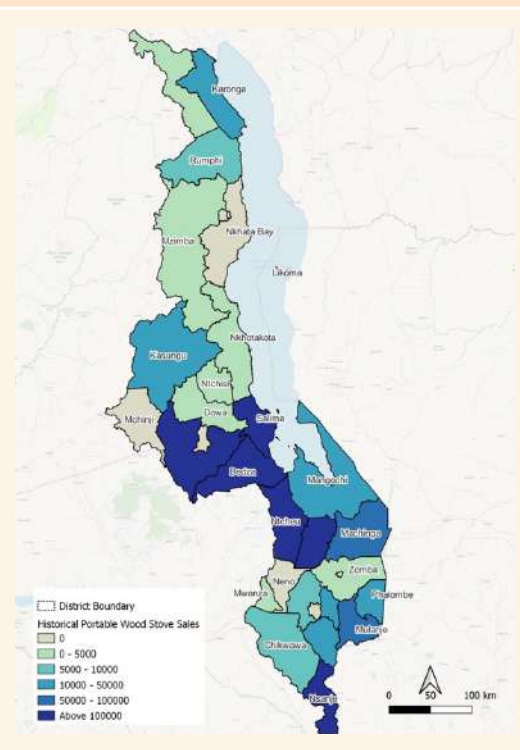 Karonga
Rumphi
Nkhata Bay
Mzimba
Likoma
Nkhotakota
Kasungu
Ntchisi
Dowa
Mchinji
Salima
Dedza
Mangochi
Ntcheu
Machinga
Zomba
Neno
Mwanza
Phalombe
Mulanje
Chikwawa
Nsanje
District Boundary
Historical Portable Wood Stove Sales
0
0 - 5000
5000 - 10000
10000 - 50000
50000 - 100000
Above 100000
0 50 100 km